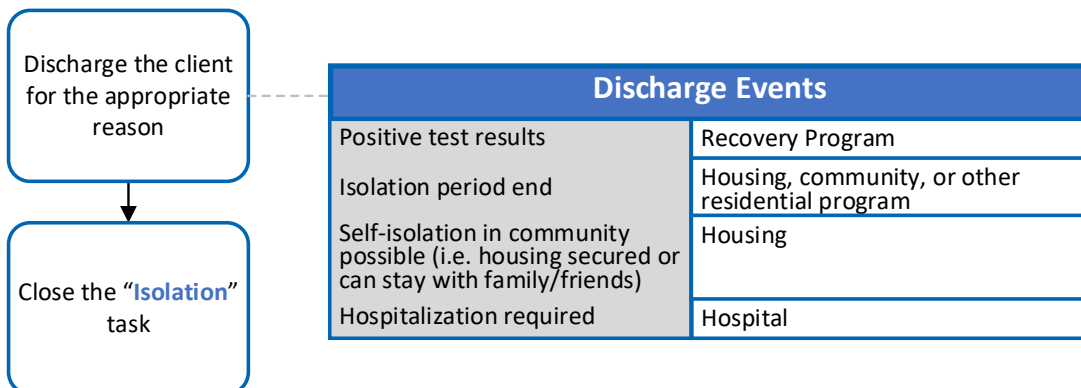 Discharge the client
for the appropriate
reason
Close the “Isolation”
task
Discharge Events
Positive test results
Recovery Program
Isolation period end
Housing, community, or other
residential program
Self-isolation in community
possible (i.e. housing secured or
can stay with family/friends)
Housing
Hospitalization required
Hospital